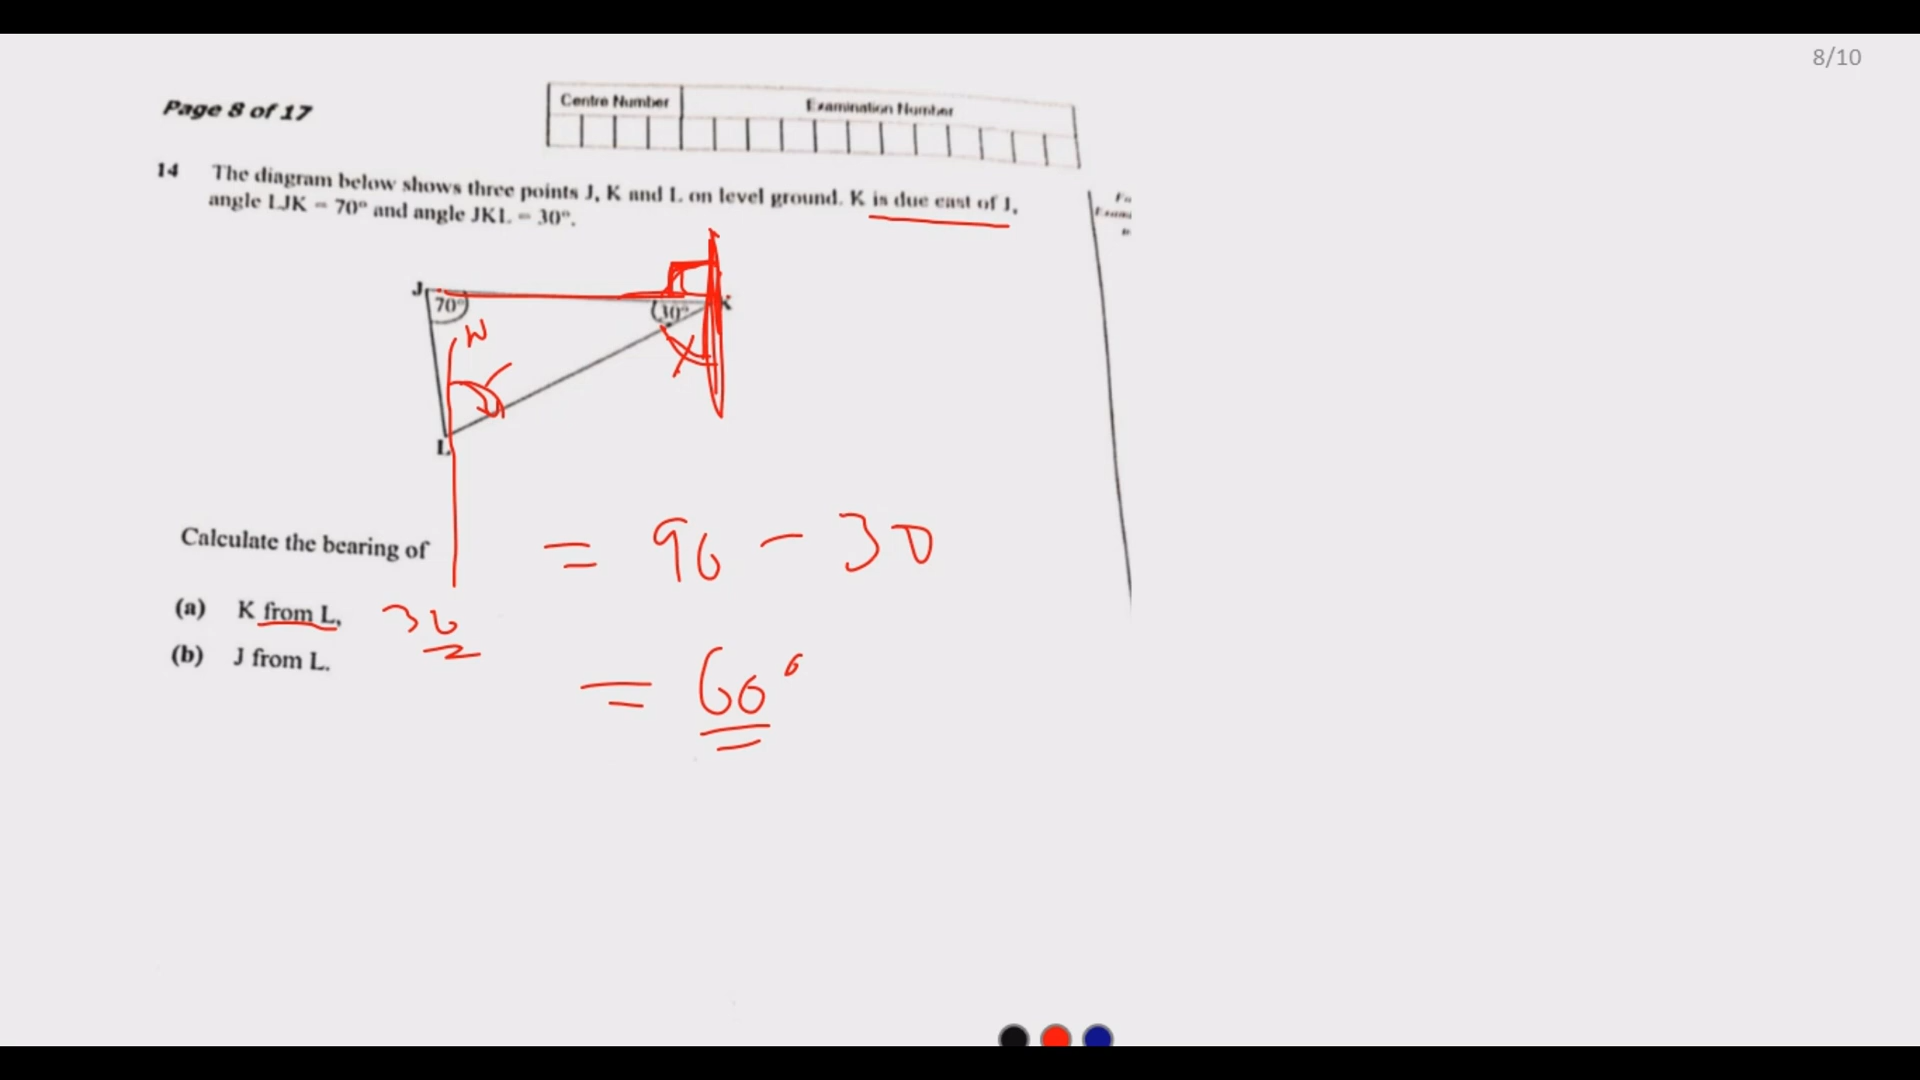 8/10
Page 8 of 17
Centre Number Examination Number
14 The diagram below shows three points J, K and L on level ground. K is due east of J,
angle LJK = 70° and angle JKL = 30°.
J 70° 30° K
N
L
Calculate the bearing of
= 90 - 30
(a) K from L, 30
(b) J from L.
= 60°